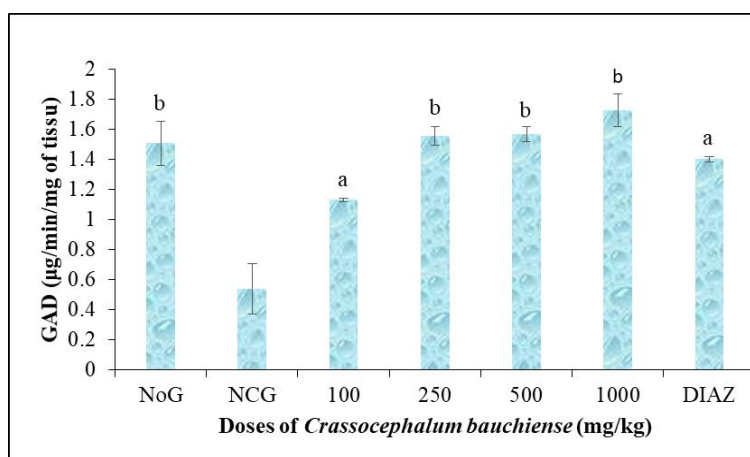 2
1.8
1.6
1.4
1.2
1
0.8
0.6
0.4
0.2
0
GAD (µg/min/mg of tissu)
b
a
b
b
b
a
NoG NCG 100 250 500 1000 DIAZ
Doses of Crassocephalum bauchiense (mg/kg)